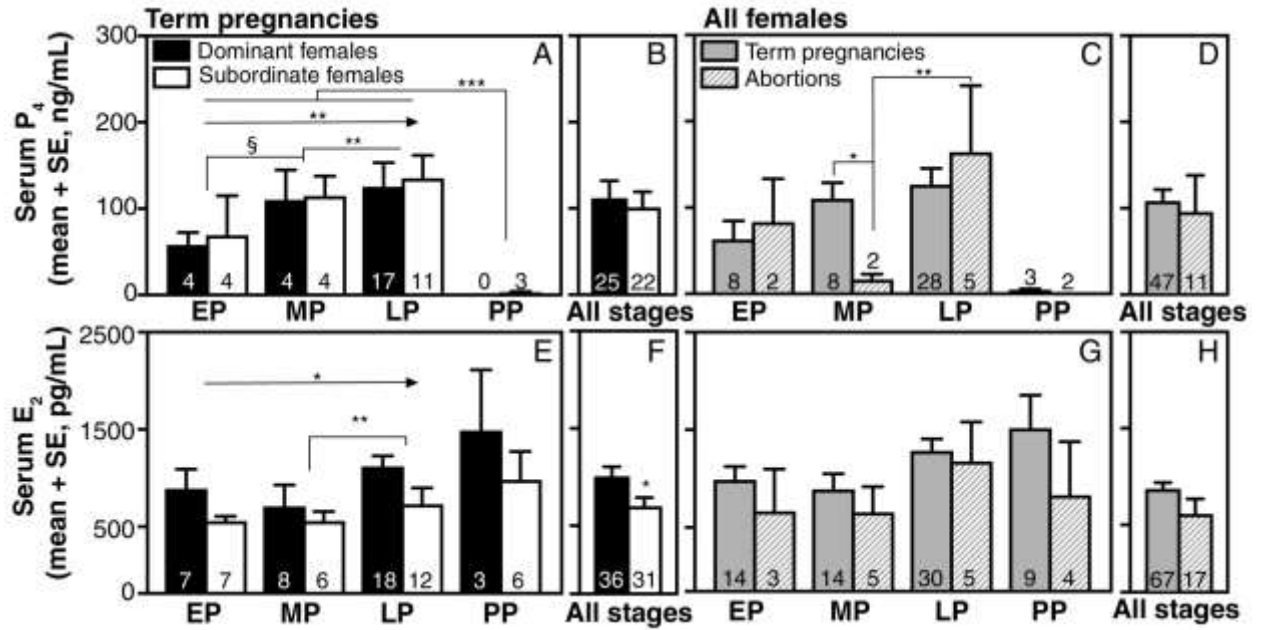 Term pregnancies
All females
Serum P4
(mean + SE, ng/mL)
300
200
100
0
Dominant females
Subordinate females
A
***
**
§
**
4
4
4
4
17
11
0
3
EP
MP
LP
PP
B
25
22
All stages
Term pregnancies
Abortions
C
**
*
8
2
8
2
28
5
3
2
EP
MP
LP
PP
D
47
11
All stages
Serum E2
(mean + SE, pg/mL)
2500
1500
500
0
E
*
**
7
7
8
6
18
12
3
6
EP
MP
LP
PP
F
*
36
31
All stages
G
14
3
14
5
30
5
9
4
EP
MP
LP
PP
H
67
17
All stages